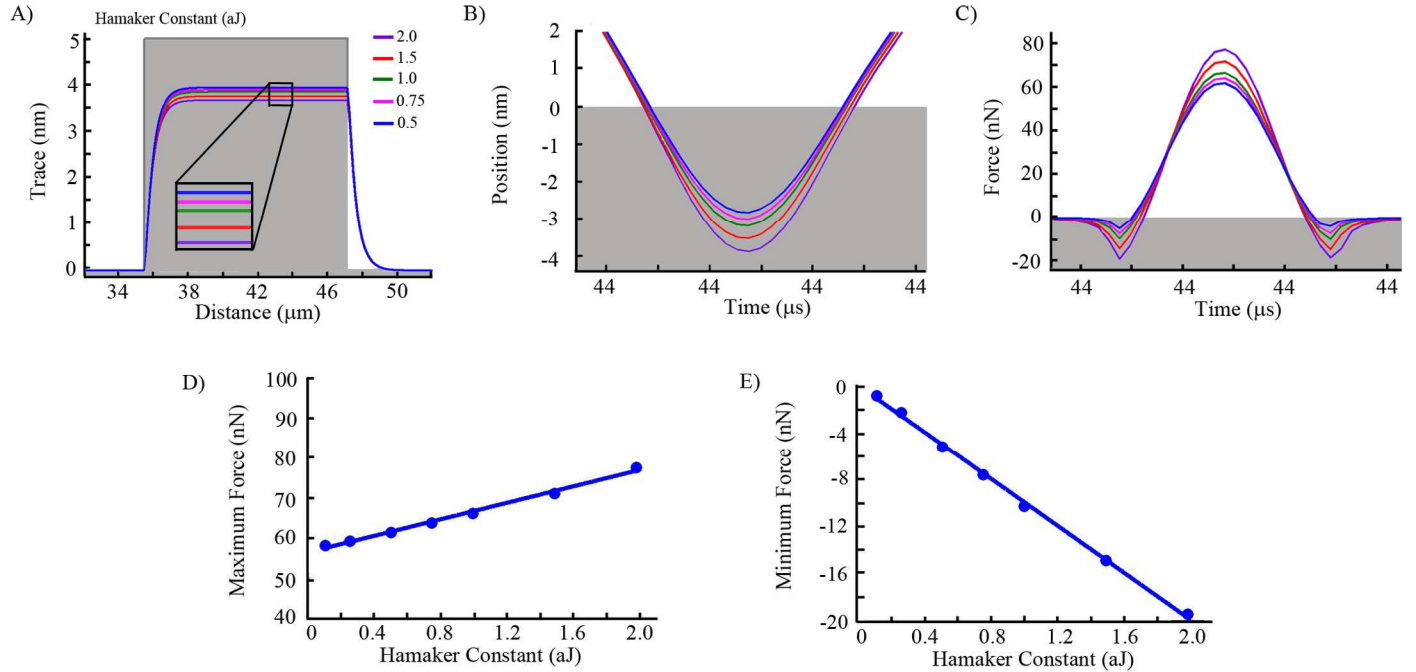 A)
Hamaker Constant (aJ)
5
4
3
2
1
0
Trace (nm)
34 38 42 46 50
Distance (μm)
2.0
1.5
1.0
0.75
0.5
B)
2
1
0
-1
-2
-3
-4
Position (nm)
44 44 44 44
Time (μs)
C)
80
60
40
20
0
-20
Force (nN)
44 44 44 44
Time (μs)
D)
100
90
80
70
60
50
40
Maximum Force (nN)
0 0.4 0.8 1.2 1.6 2.0
Hamaker Constant (aJ)
E)
0
-4
-8
-12
-16
-20
Minimum Force (nN)
0 0.4 0.8 1.2 1.6 2.0
Hamaker Constant (aJ)